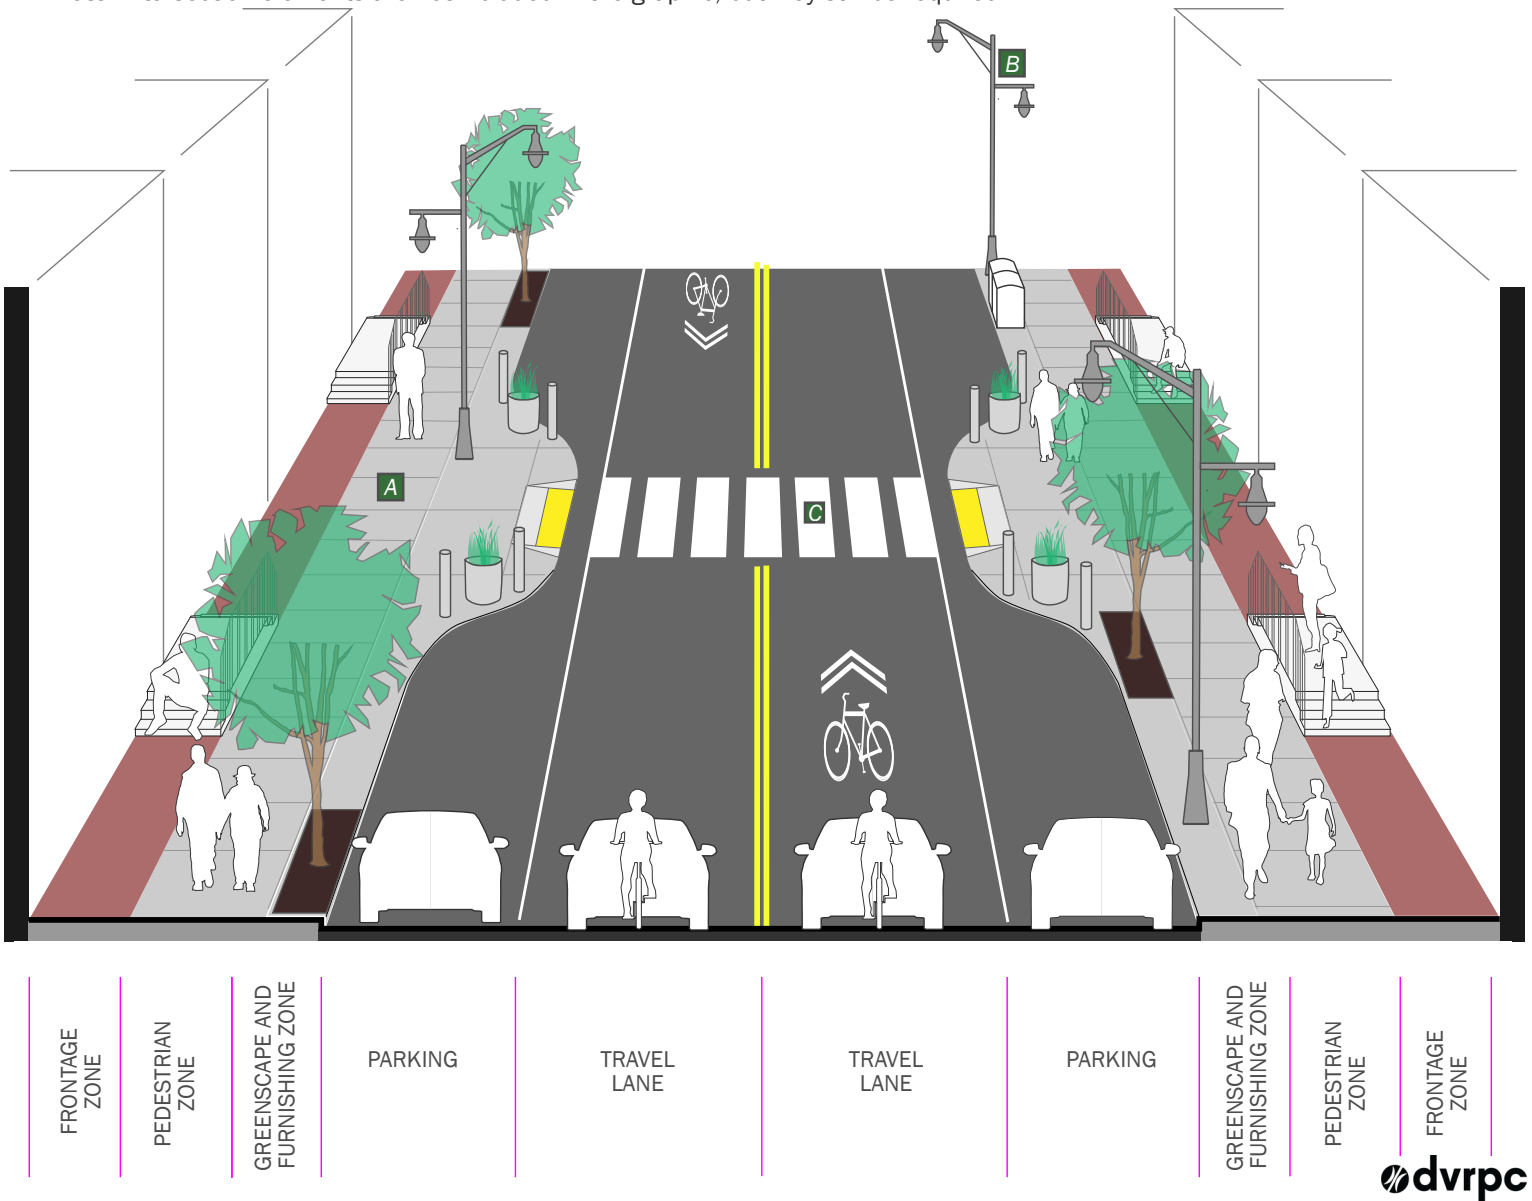 B
A
C
FRONTAGE
ZONE
PEDESTRIAN
ZONE
GREENSCAPE AND
FURNISHING ZONE
PARKING
TRAVEL
LANE
TRAVEL
LANE
PARKING
GREENSCAPE AND
FURNISHING ZONE
PEDESTRIAN
ZONE
FRONTAGE
ZONE
dvrpc